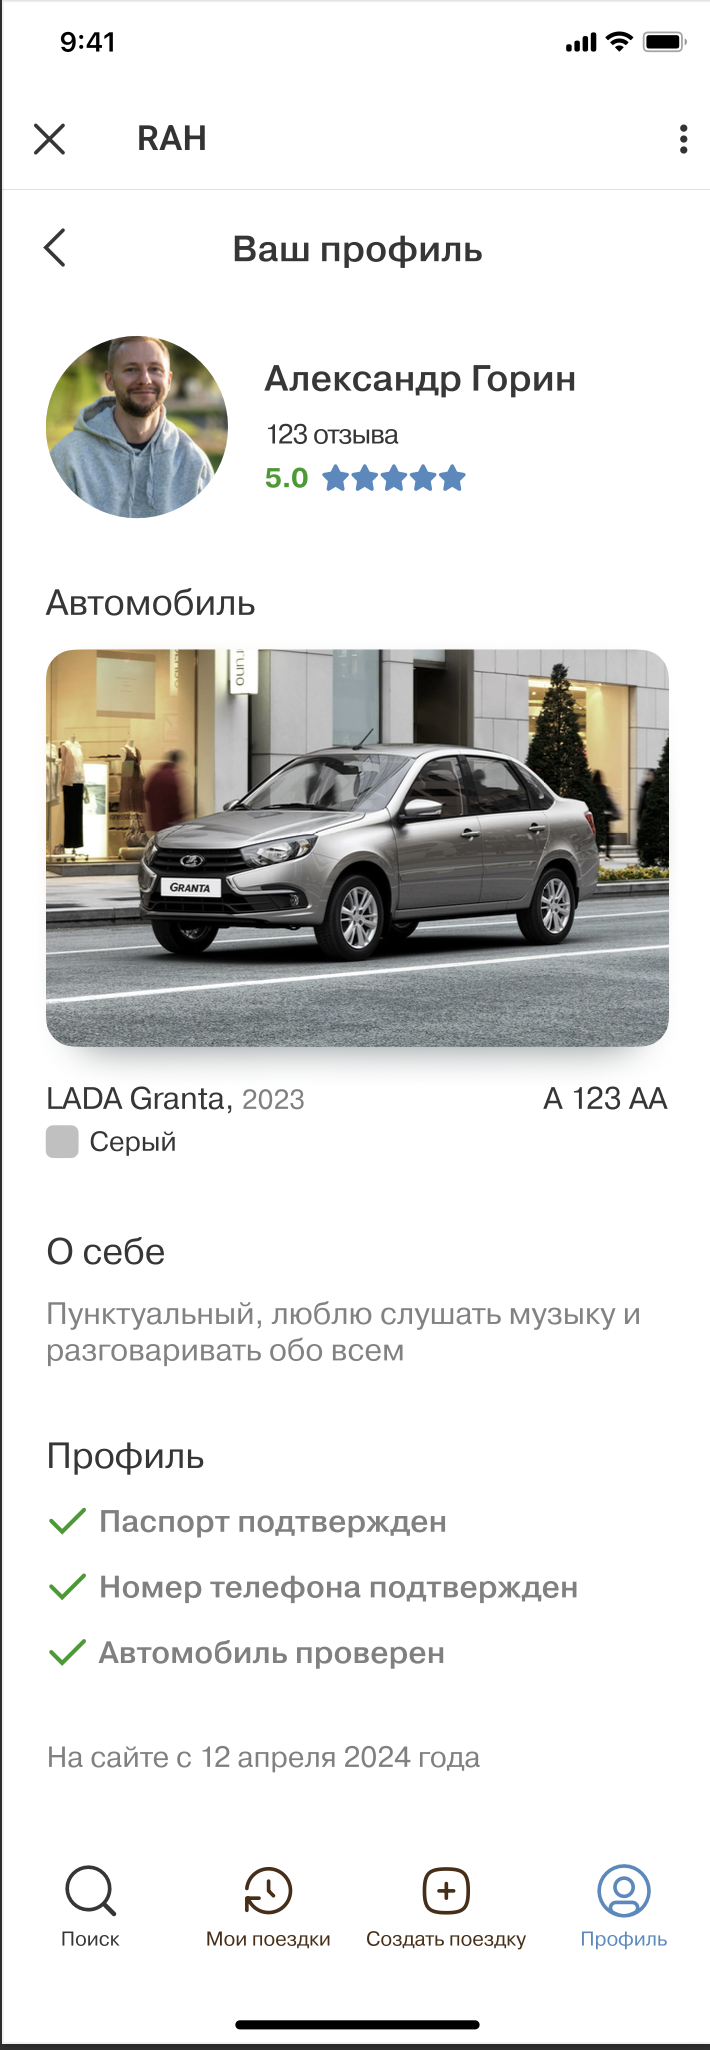 9:41
RAH
Ваш профиль
Александр Горин
123 отзыва
5.0
Автомобиль
runo
GRANTA
LADA Granta, 2023
А 123 АА
Серый
О себе
Пунктуальный, люблю слушать музыку и
разговаривать обо всем
Профиль
Паспорт подтвержден
Номер телефона подтвержден
Автомобиль проверен
На сайте с 12 апреля 2024 года
Поиск
Мои поездки
Создать поездку
Профиль